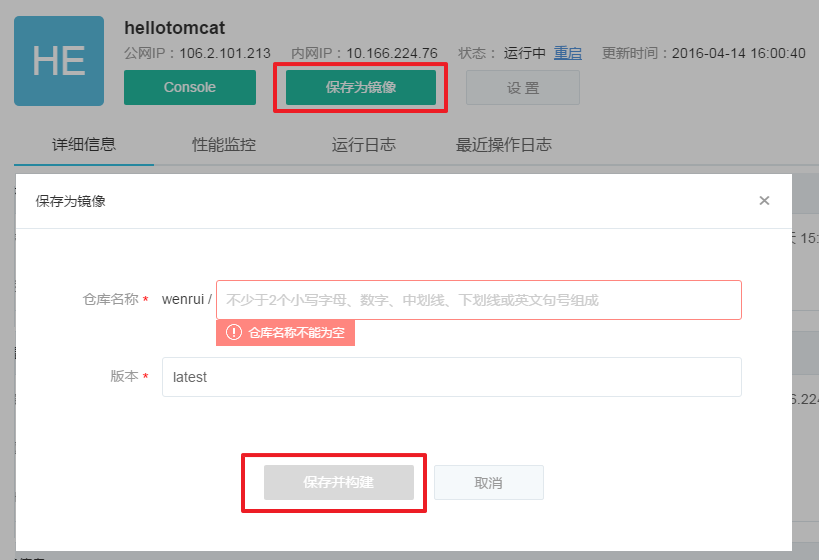 HE
hellotomcat
公网IP：106.2.101.213 内网IP：10.166.224.76 状态： 运行中 重启 更新时间：2016-04-14 16:00:40
Console 保存为镜像 设 置
详细信息 性能监控 运行日志 最近操作日志
保存为镜像 ×
天 15:
仓库名称 * wenrui / 不少于2个小写字母、数字、中划线、下划线或英文句号组成
仓库名称不能为空
版本 * latest
6.224
保存并构建 取消